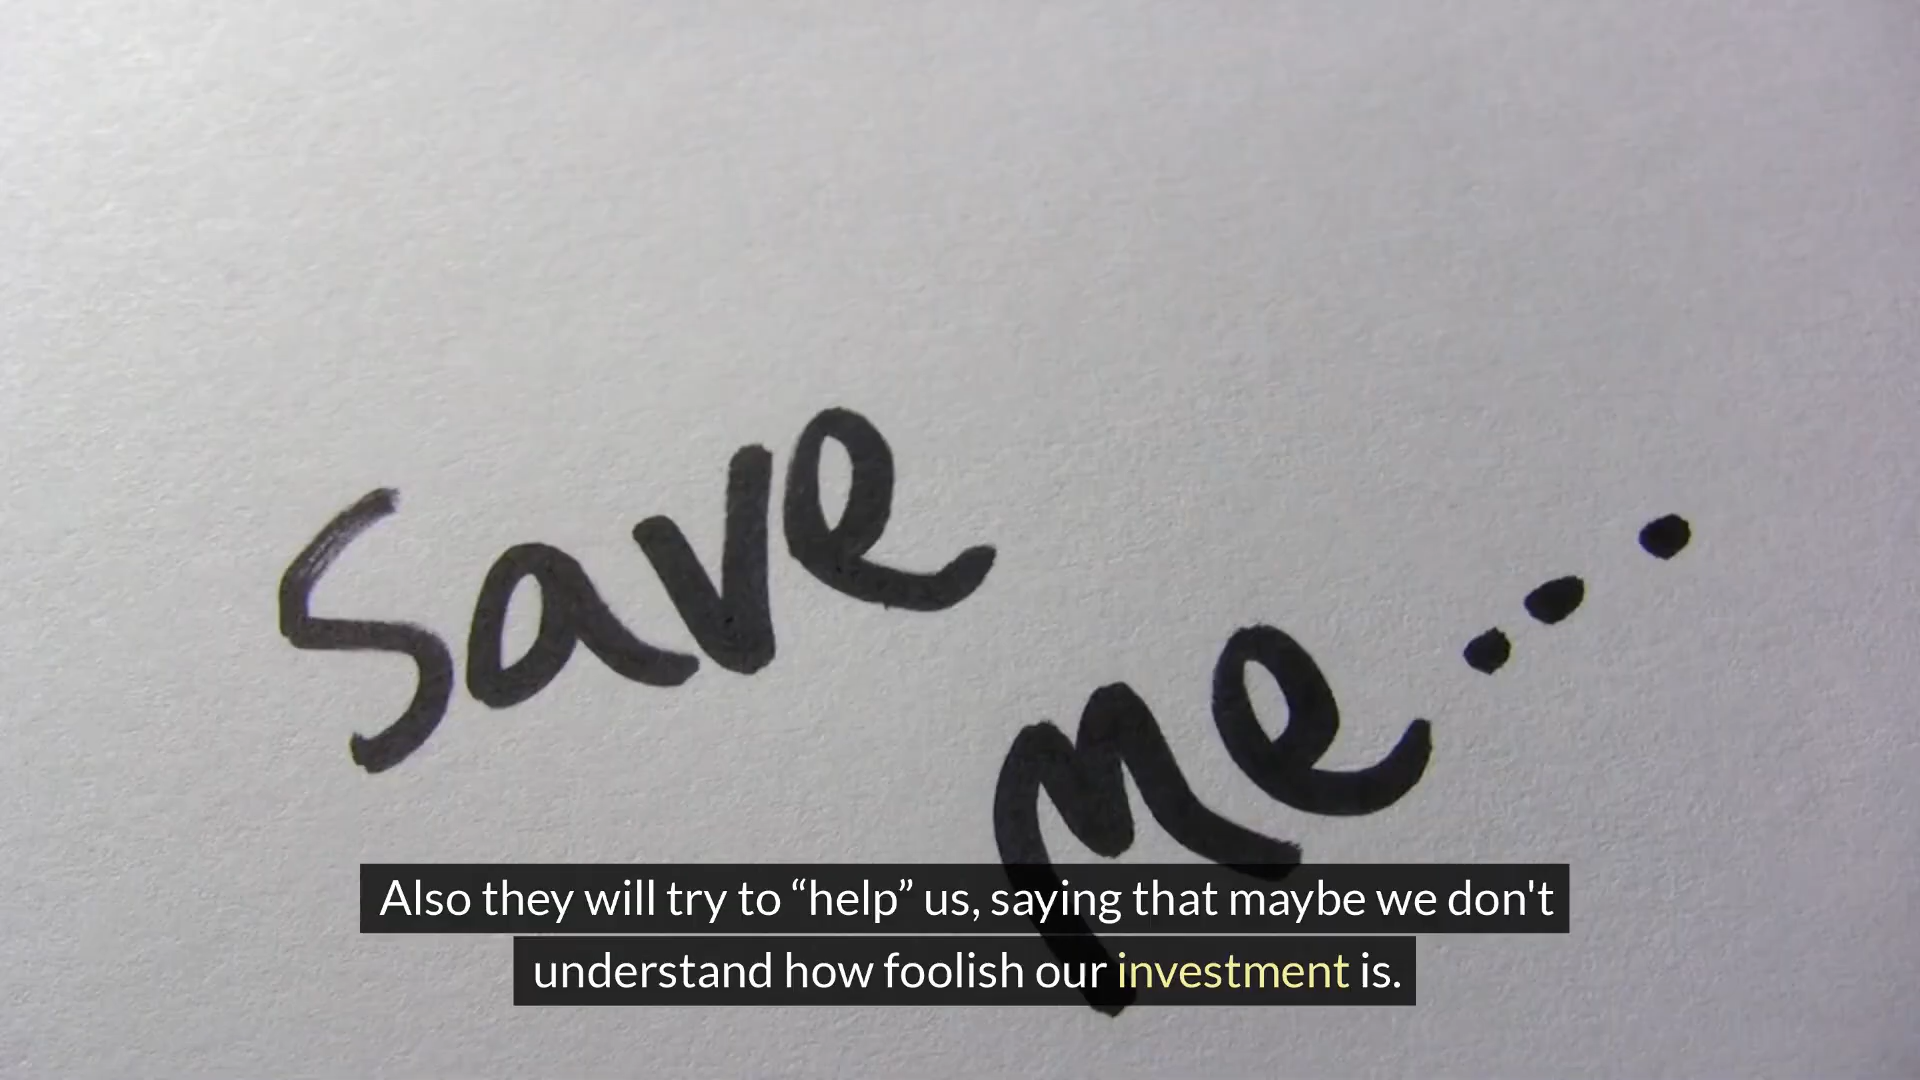 Save
Me...
Also they will try to “help” us, saying that maybe we don't
understand how foolish our investment is.